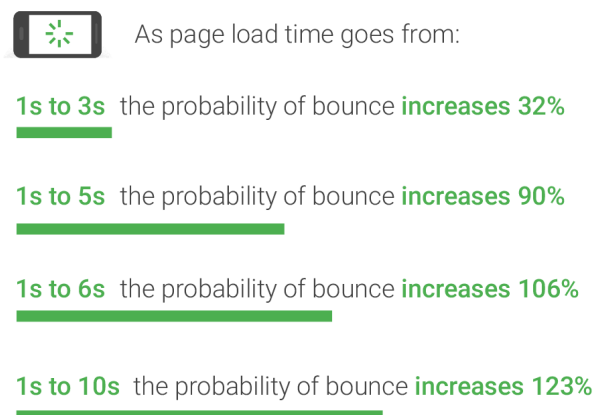 As page load time goes from:
1s to 3s the probability of bounce increases 32%
1s to 5s the probability of bounce increases 90%
1s to 6s the probability of bounce increases 106%
1s to 10s the probability of bounce increases 123%